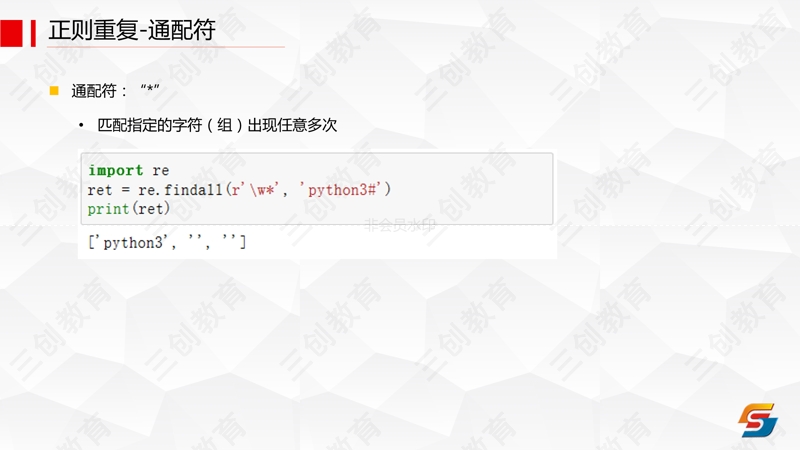 正则重复-通配符
通配符：“*”
• 匹配指定的字符（组）出现任意多次
import re
ret = re.findall(r'\w*', 'python3#')
print(ret)
非会员水印
['python3', '', '']
三创教育